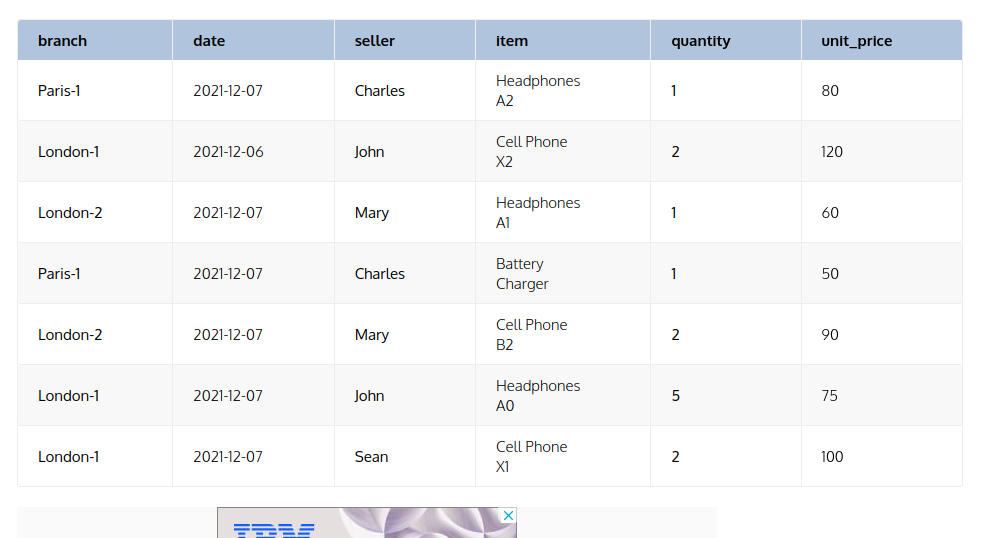 branch date seller item quantity unit_price
Paris-1 2021-12-07 Charles Headphones A2 1 80
London-1 2021-12-06 John Cell Phone X2 2 120
London-2 2021-12-07 Mary Headphones A1 1 60
Paris-1 2021-12-07 Charles Battery Charger 1 50
London-2 2021-12-07 Mary Cell Phone B2 2 90
London-1 2021-12-07 John Headphones A0 5 75
London-1 2021-12-07 Sean Cell Phone X1 2 100
IBM